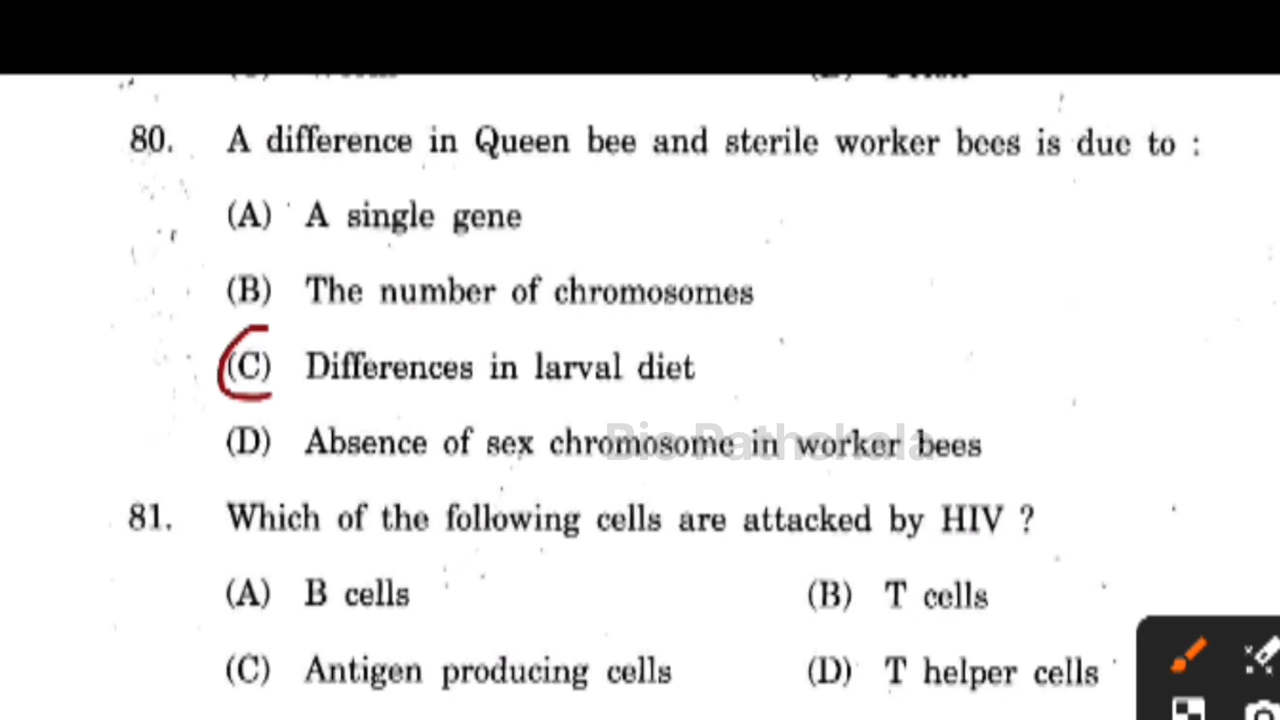 80. A difference in Queen bee and sterile worker bees is due to :
(A) A single gene
(B) The number of chromosomes
(C) Differences in larval diet
(D) Absence of sex chromosome in worker bees
Bio Pathshala
81. Which of the following cells are attacked by HIV ?
(A) B cells (B) T cells
(C) Antigen producing cells (D) T helper cells